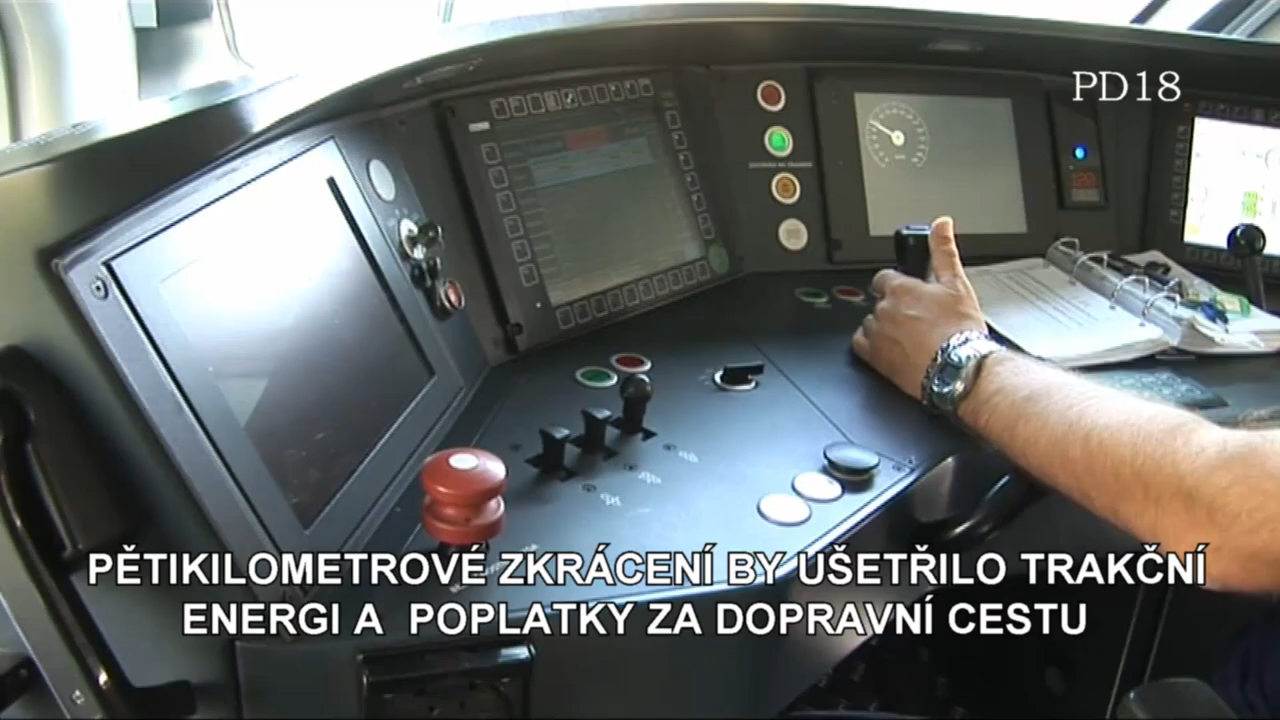 PD18
PĚTIKILOMETROVÉ ZKRÁCENÍ BY UŠETŘILO TRAKČNÍ
ENERGI A POPLATKY ZA DOPRAVNÍ CESTU